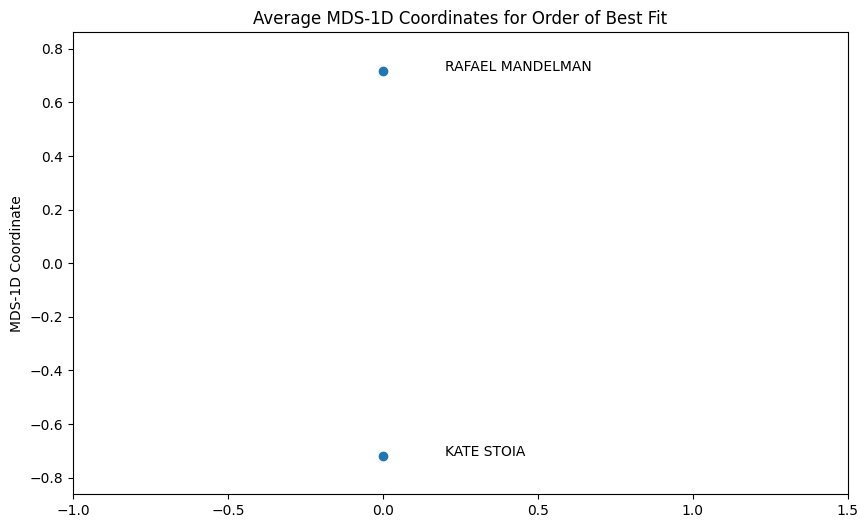 Average MDS-1D Coordinates for Order of Best Fit
MDS-1D Coordinate
0.8
0.6
0.4
0.2
0.0
−0.2
−0.4
−0.6
−0.8
RAFAEL MANDELMAN
KATE STOIA
−1.0 −0.5 0.0 0.5 1.0 1.5